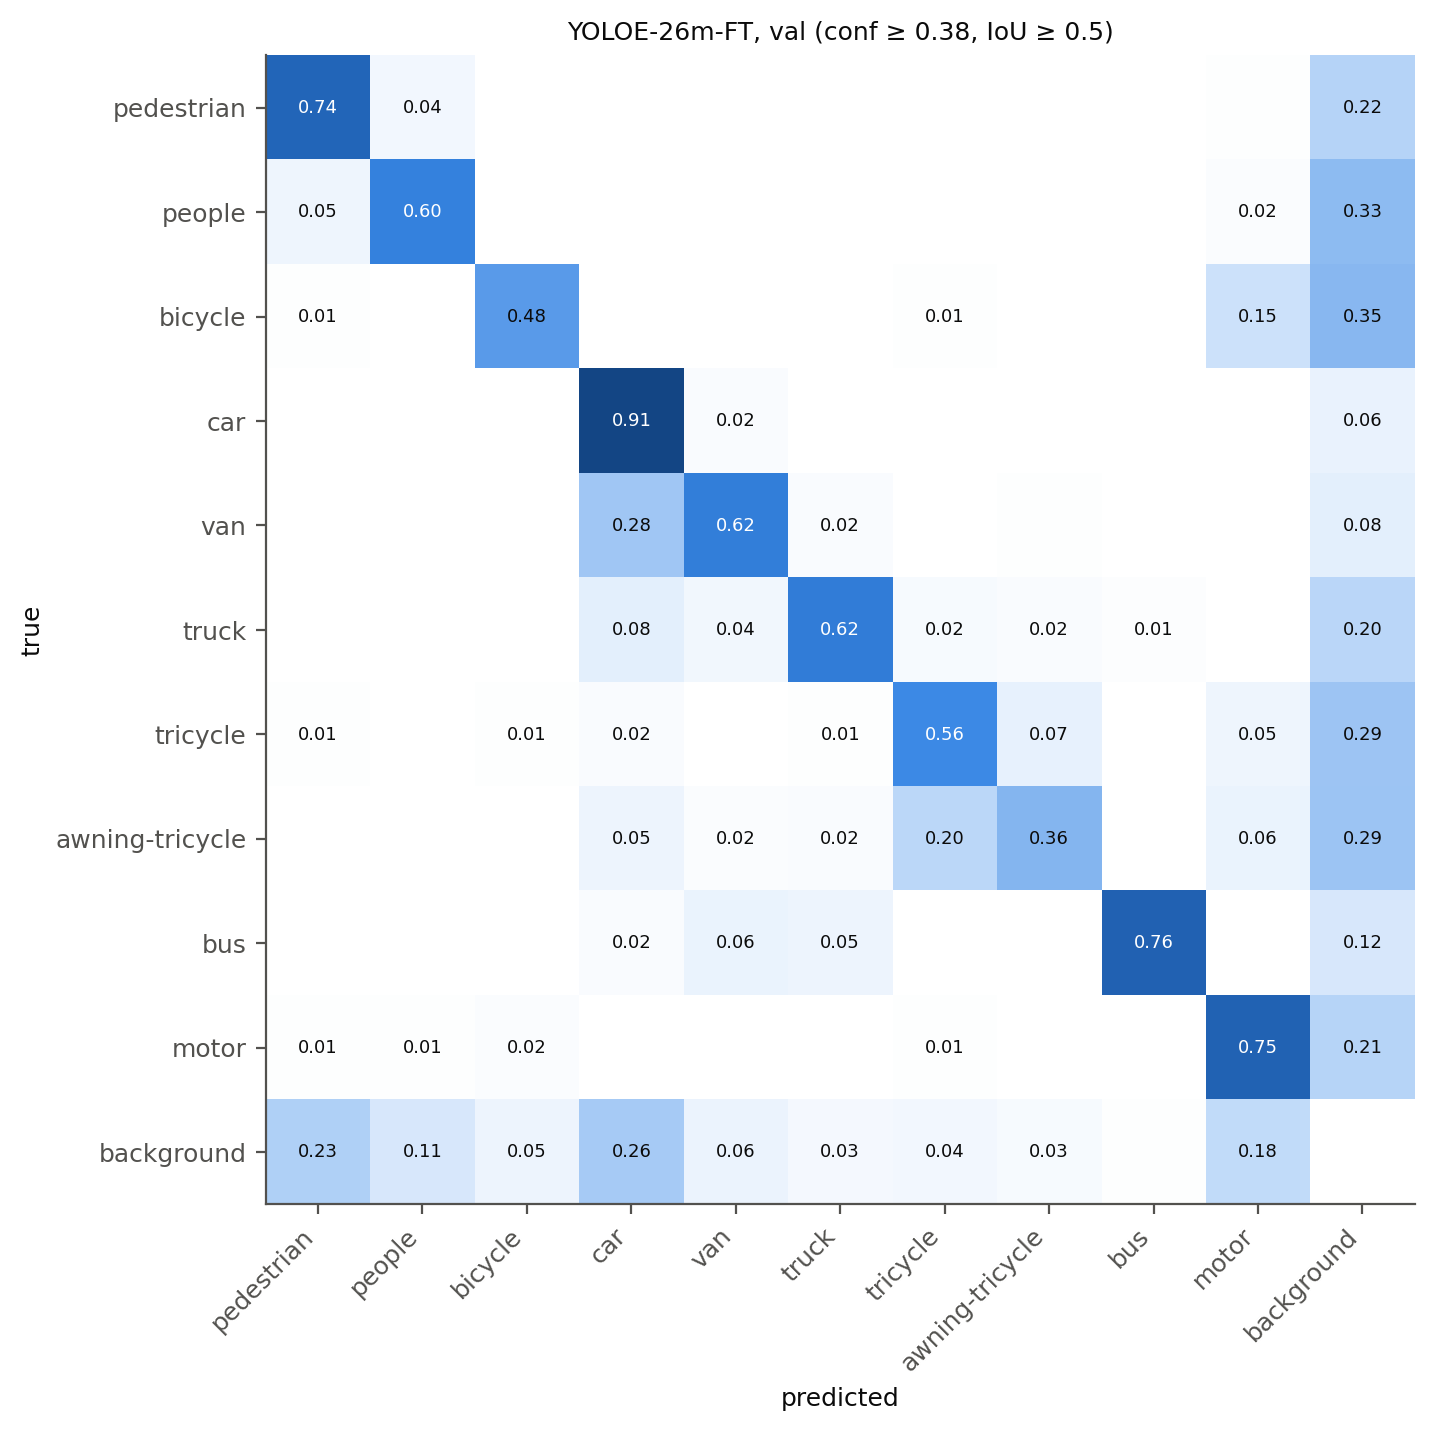 YOLOE-26m-FT, val (conf ≥ 0.38, IoU ≥ 0.5)
pedestrian 0.74 0.04 0.22
people 0.05 0.60 0.02 0.33
bicycle 0.01 0.48 0.01 0.15 0.35
car 0.91 0.02 0.06
van 0.28 0.62 0.02 0.08
truck 0.08 0.04 0.62 0.02 0.02 0.01 0.20
tricycle 0.01 0.01 0.02 0.01 0.56 0.07 0.05 0.29
awning-tricycle 0.05 0.02 0.02 0.20 0.36 0.06 0.29
bus 0.02 0.06 0.05 0.76 0.12
motor 0.01 0.01 0.02 0.01 0.75 0.21
background 0.23 0.11 0.05 0.26 0.06 0.03 0.04 0.03 0.18
true
pedestrian
people
bicycle
car
van
truck
tricycle
awning-tricycle
bus
motor
background
predicted